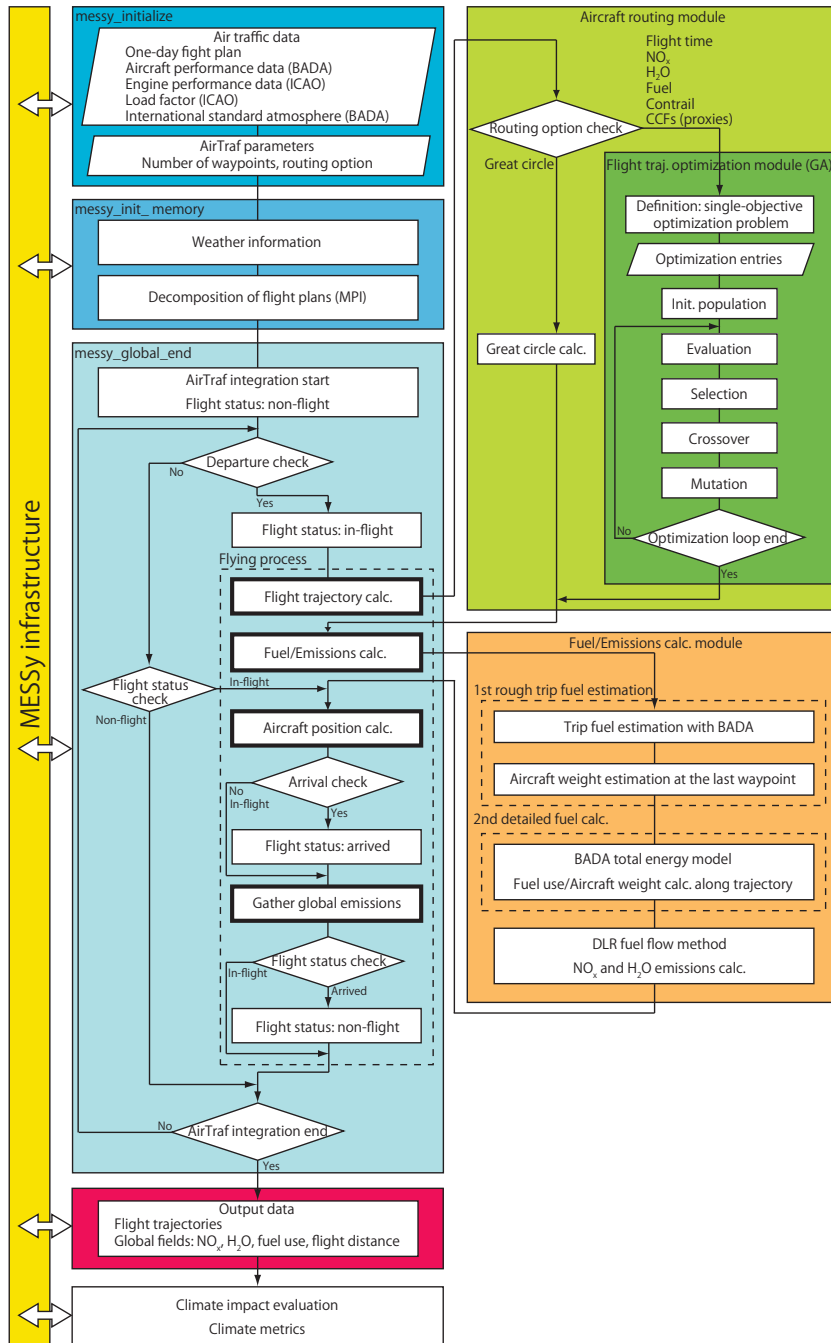 MESSy infrastructure
messy_initialize
Air traffic data
One-day fight plan
Aircraft performance data (BADA)
Engine performance data (ICAO)
Load factor (ICAO)
International standard atmosphere (BADA)
AirTraf parameters
Number of waypoints, routing option
messy_init_ memory
Weather information
Decomposition of flight plans (MPI)
messy_global_end
AirTraf integration start
Flight status: non-flight
Departure check
No
Yes
Flight status: in-flight
Flying process
Flight trajectory calc.
Fuel/Emissions calc.
Flight status
check
In-flight
Non-flight
Aircraft position calc.
Arrival check
No
In-flight
Yes
Flight status: arrived
Gather global emissions
Flight status check
In-flight
Arrived
Flight status: non-flight
AirTraf integration end
No
Yes
Output data
Flight trajectories
Global fields: NOx, H2O, fuel use, flight distance
Climate impact evaluation
Climate metrics
Aircraft routing module
Flight time
NOx
H2O
Fuel
Contrail
CCFs (proxies)
Routing option check
Great circle
Great circle calc.
Flight traj. optimization module (GA)
Definition: single-objective
optimization problem
Optimization entries
Init. population
Evaluation
Selection
Crossover
Mutation
Optimization loop end
No
Yes
Fuel/Emissions calc. module
1st rough trip fuel estimation
Trip fuel estimation with BADA
Aircraft weight estimation at the last waypoint
2nd detailed fuel calc.
BADA total energy model
Fuel use/Aircraft weight calc. along trajectory
DLR fuel flow method
NOx and H2O emissions calc.